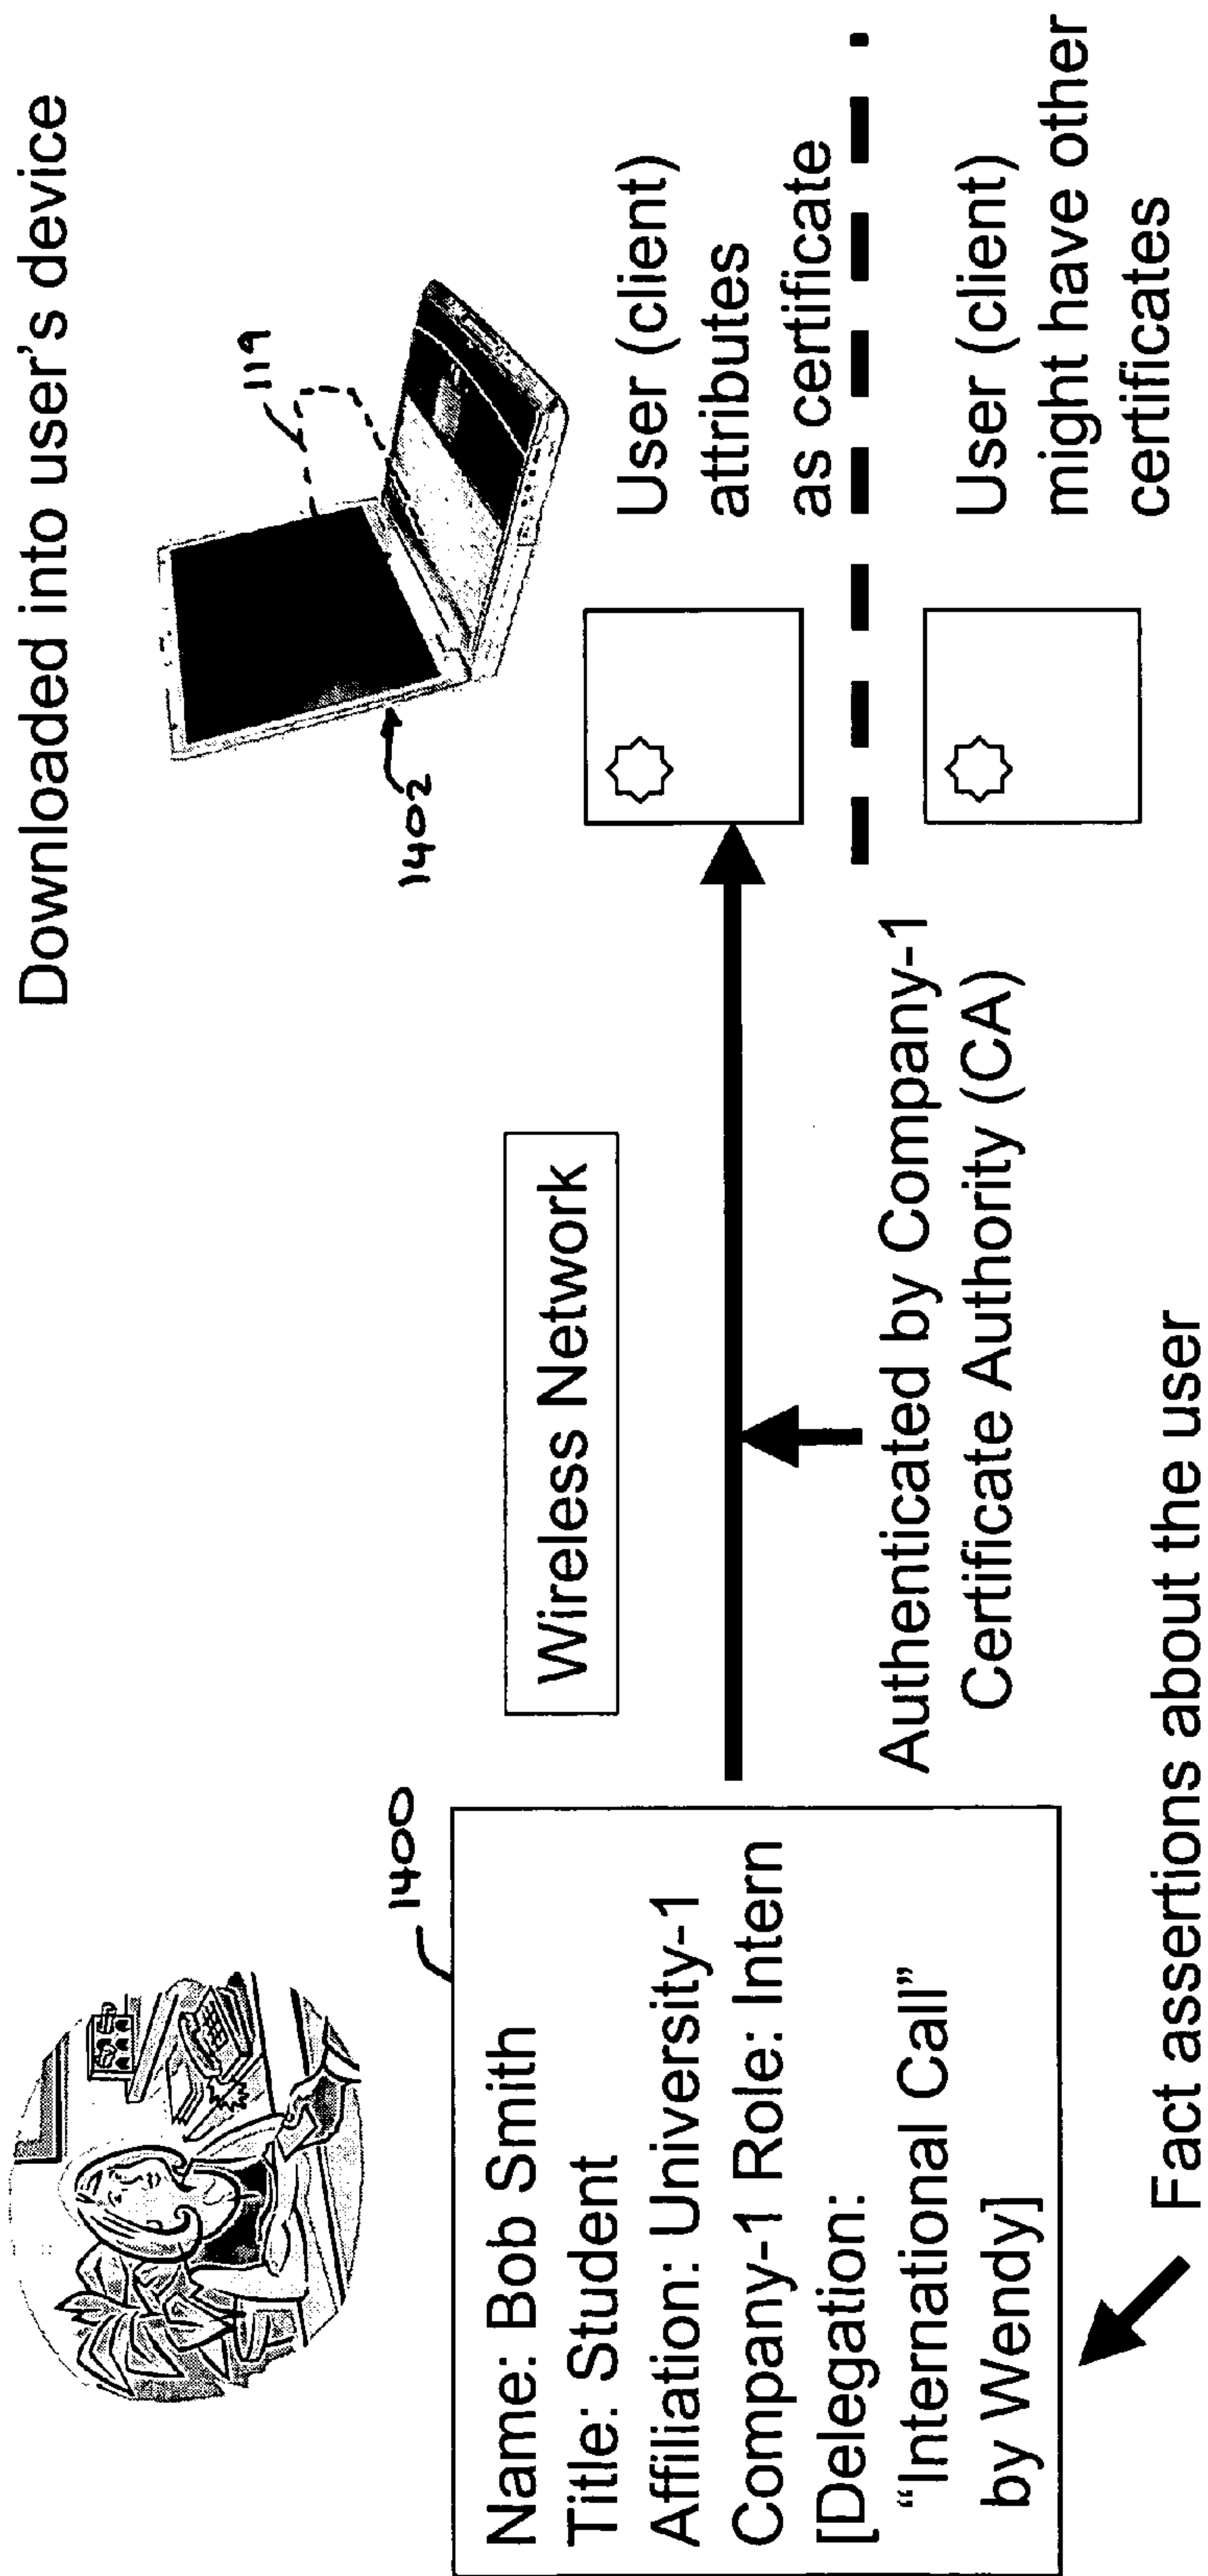 Downloaded into user's device
119
1402
1400
Name: Bob Smith
Title: Student
Affiliation: University-1
Company-1 Role: Intern
[Delegation:
“International Call”
by Wendy]
Wireless Network
User (client)
attributes
as certificate
Authenticated by Company-1
Certificate Authority (CA)
User (client)
might have other
certificates
Fact assertions about the user